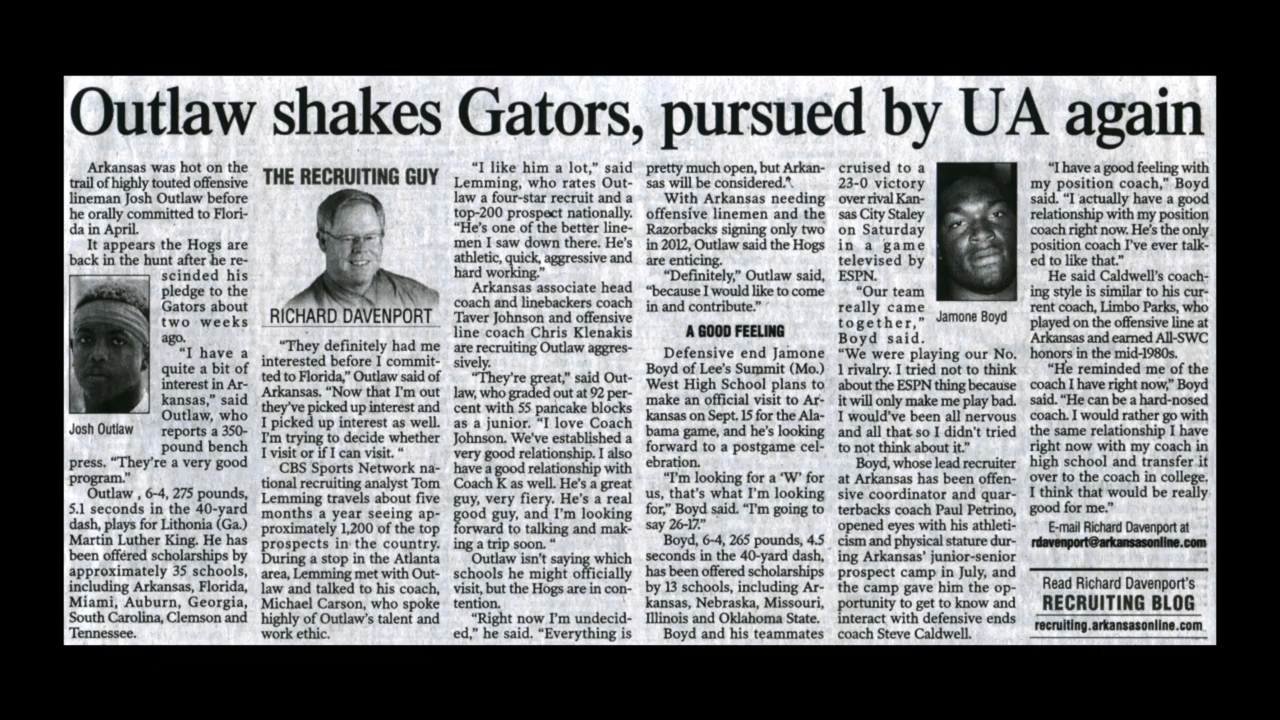 Outlaw shakes Gators, pursued by UA again
Arkansas was hot on the
trail of highly touted offensive
lineman Josh Outlaw before
he orally committed to Flori-
da in April.
It appears the Hogs are
back in the hunt after he re-
scinded his
pledge to the
Gators about
two weeks
ago.
“I have a
quite a bit of
interest in Ar-
kansas,” said
Outlaw, who
reports a 350-
pound bench
Josh Outlaw
press. “They’re a very good
program.”
Outlaw , 6-4, 275 pounds,
5.1 seconds in the 40-yard
dash, plays for Lithonia (Ga.)
Martin Luther King. He has
been offered scholarships by
approximately 35 schools,
including Arkansas, Florida,
Miami, Auburn, Georgia,
South Carolina, Clemson and
Tennessee.
THE RECRUITING GUY
RICHARD DAVENPORT
“They definitely had me
interested before I commit-
ted to Florida,” Outlaw said of
Arkansas. “Now that I’m out
they’ve picked up interest and
I picked up interest as well.
I’m trying to decide whether
I visit or if I can visit. “
CBS Sports Network na-
tional recruiting analyst Tom
Lemming travels about five
months a year seeing ap-
proximately 1,200 of the top
prospects in the country.
During a stop in the Atlanta
area, Lemming met with Out-
law and talked to his coach,
Michael Carson, who spoke
highly of Outlaw’s talent and
work ethic.
“I like him a lot,” said
Lemming, who rates Out-
law a four-star recruit and a
top-200 prospect nationally.
“He’s one of the better line-
men I saw down there. He’s
athletic, quick, aggressive and
hard working.”
Arkansas associate head
coach and linebackers coach
Taver Johnson and offensive
line coach Chris Klenakis
are recruiting Outlaw aggres-
sively.
“They’re great,” said Out-
law, who graded out at 92 per-
cent with 55 pancake blocks
as a junior. “I love Coach
Johnson. We’ve established a
very good relationship. I also
have a good relationship with
Coach K as well. He’s a great
guy, very fiery. He’s a real
good guy, and I’m looking
forward to talking and mak-
ing a trip soon. “
Outlaw isn’t saying which
schools he might officially
visit, but the Hogs are in con-
tention.
“Right now I’m undecid-
ed,” he said. “Everything is
pretty much open, but Arkan-
sas will be considered.”
With Arkansas needing
offensive linemen and the
Razorbacks signing only two
in 2012, Outlaw said the Hogs
are enticing.
“Definitely,” Outlaw said,
“because I would like to come
in and contribute.”
A GOOD FEELING
Defensive end Jamone
Boyd of Lee’s Summit (Mo.)
West High School plans to
make an official visit to Ar-
kansas on Sept. 15 for the Ala-
bama game, and he’s looking
forward to a postgame cel-
ebration.
“I’m looking for a ‘W’ for
us, that’s what I’m looking
for,” Boyd said. “I’m going to
say 26-17.”
Boyd, 6-4, 265 pounds, 4.5
seconds in the 40-yard dash,
has been offered scholarships
by 13 schools, including Ar-
kansas, Nebraska, Missouri,
Illinois and Oklahoma State.
Boyd and his teammates
cruised to a
23-0 victory
over rival Kan-
sas City Staley
on Saturday
in a game
televised by
ESPN.
“Our team
really came
together,”
Boyd said.
Jamone Boyd
“We were playing our No.
1 rivalry. I tried not to think
about the ESPN thing because
it will only make me play bad.
I would’ve been all nervous
and all that so I didn’t tried
to not think about it.”
Boyd, whose lead recruiter
at Arkansas has been offen-
sive coordinator and quar-
terbacks coach Paul Petrino,
opened eyes with his athleti-
cism and physical stature dur-
ing Arkansas’ junior-senior
prospect camp in July, and
the camp gave him the op-
portunity to get to know and
interact with defensive ends
coach Steve Caldwell.
“I have a good feeling with
my position coach,” Boyd
said. “I actually have a good
relationship with my position
coach right now. He’s the only
position coach I’ve ever talk-
ed to like that.”
He said Caldwell’s coach-
ing style is similar to his cur-
rent coach, Limbo Parks, who
played on the offensive line at
Arkansas and earned All-SWC
honors in the mid-1980s.
“He reminded me of the
coach I have right now,” Boyd
said. “He can be a hard-nosed
coach. I would rather go with
the same relationship I have
right now with my coach in
high school and transfer it
over to the coach in college.
I think that would be really
good for me.”
E-mail Richard Davenport at
rdavenport@arkansasonline.com
Read Richard Davenport’s
RECRUITING BLOG
recruiting.arkansasonline.com